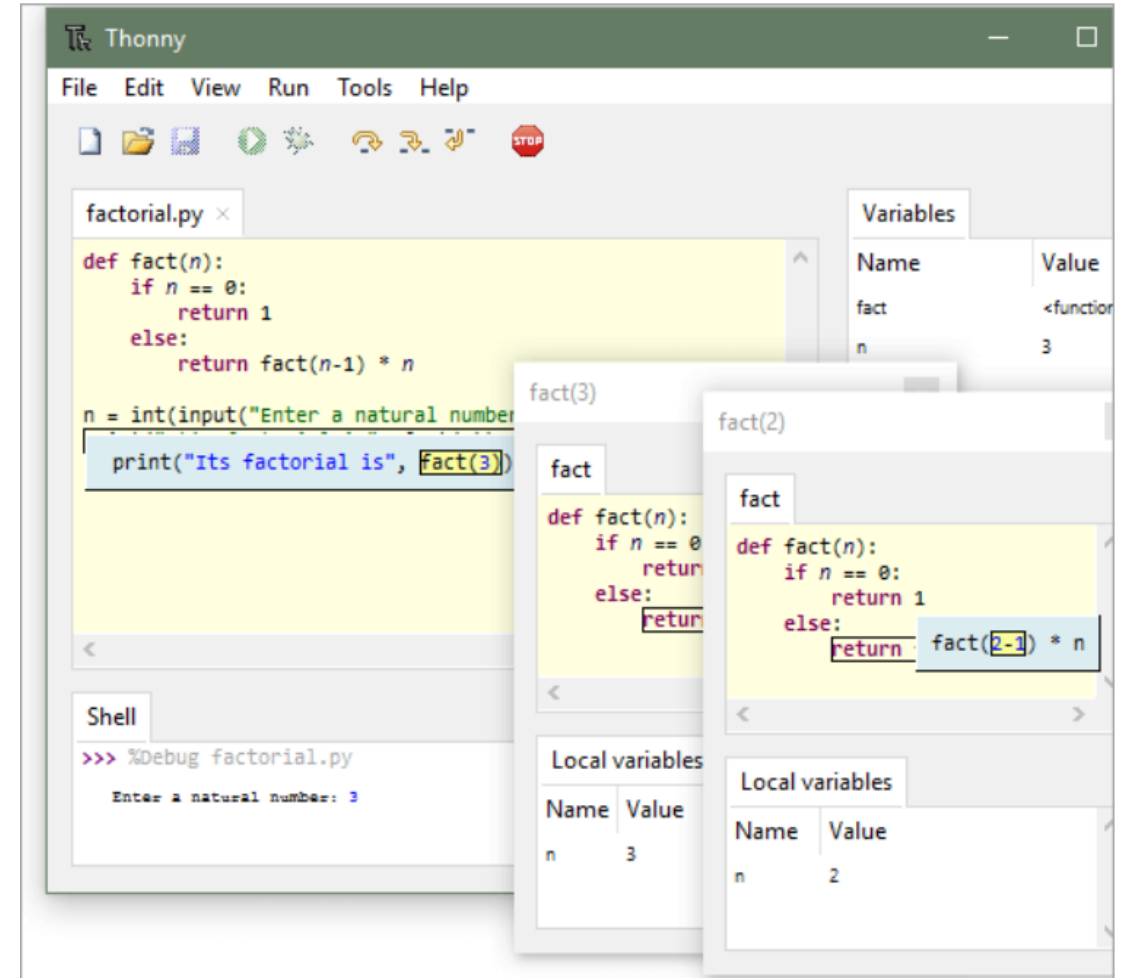 Thonny
File Edit View Run Tools Help
STOP
factorial.py
def fact(n):
    if n == 0:
        return 1
    else:
        return fact(n-1) * n
n = int(input("Enter a natural number
print("Its factorial is", fact(3))
Shell
>>> %Debug factorial.py
Enter a natural number: 3
Variables
Name Value
fact <function
n 3
fact(3)
fact
def fact(n):
    if n == 0
        retur
    else:
        retur
Local variables
Name Value
n 3
fact(2)
fact
def fact(n):
    if n == 0:
        return 1
    else:
        return fact(2-1) * n
Local variables
Name Value
n 2